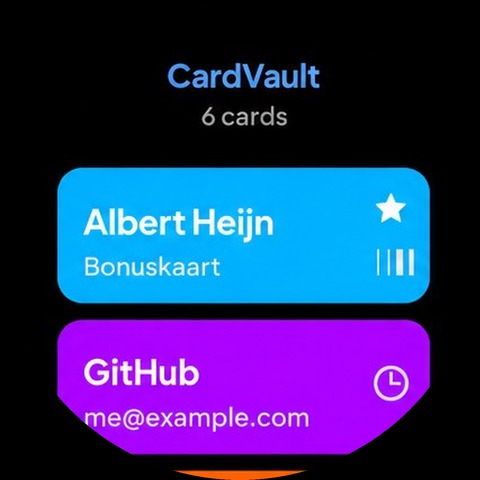 CardVault
6 cards
Albert Heijn
Bonuskaart
GitHub
me@example.com